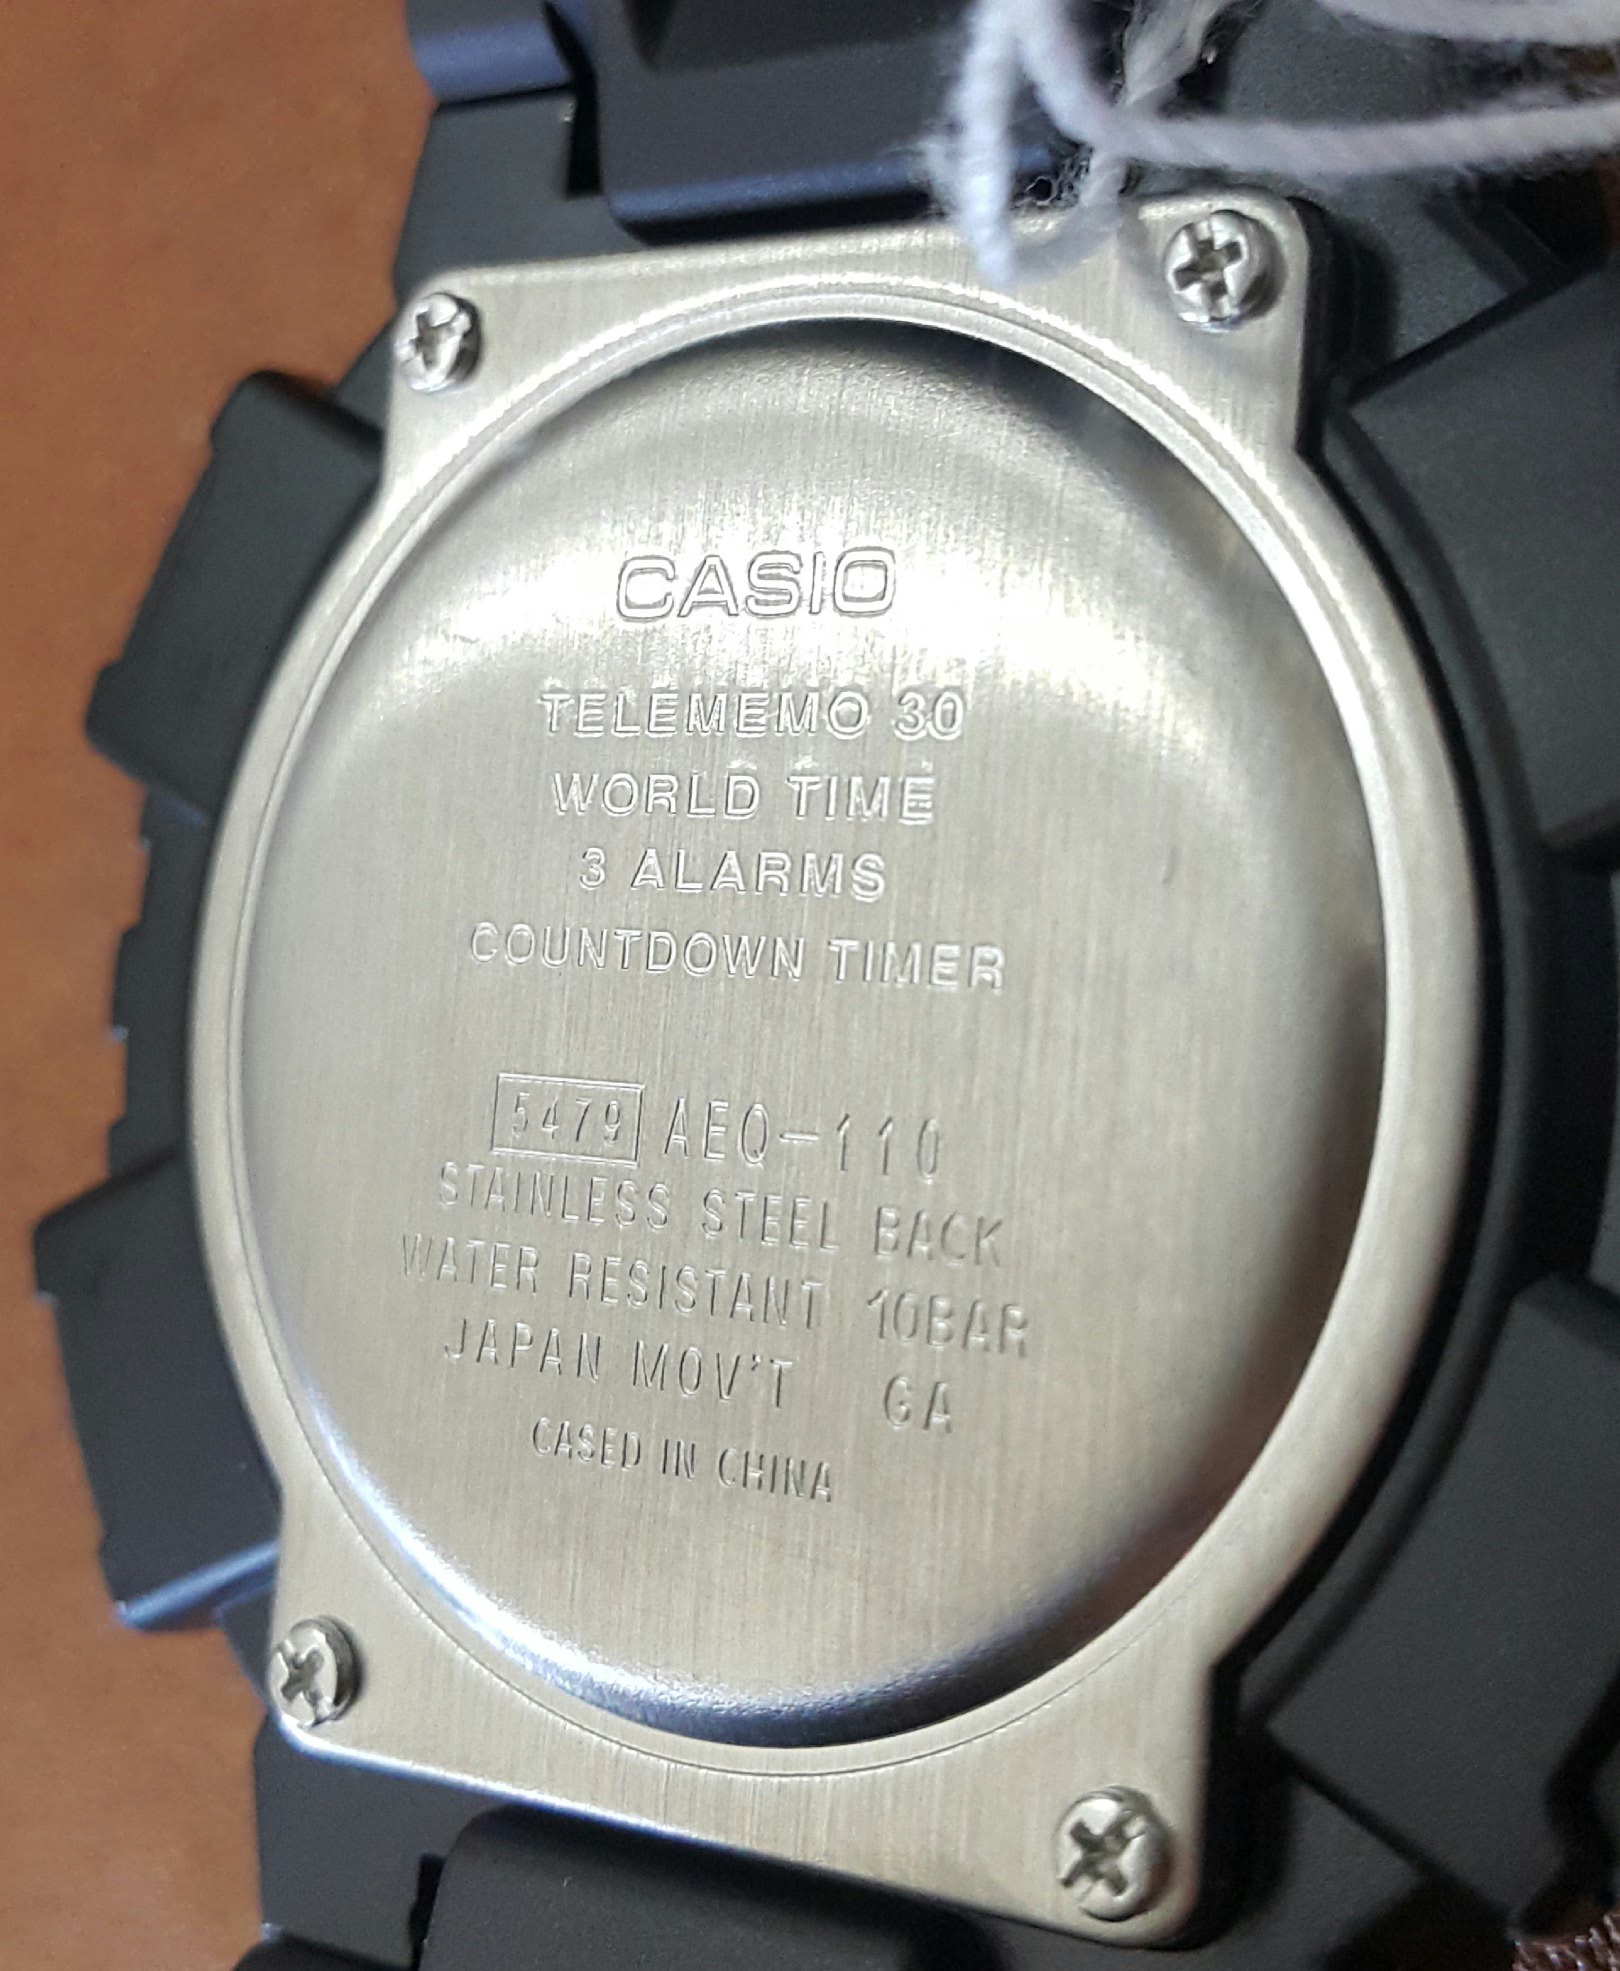 CASIO
TELEMEMO 30
WORLD TIME
3 ALARMS
COUNTDOWN TIMER
5479 AEQ-110
STAINLESS STEEL BACK
WATER RESISTANT 10BAR
JAPAN MOV'T GA
CASED IN CHINA